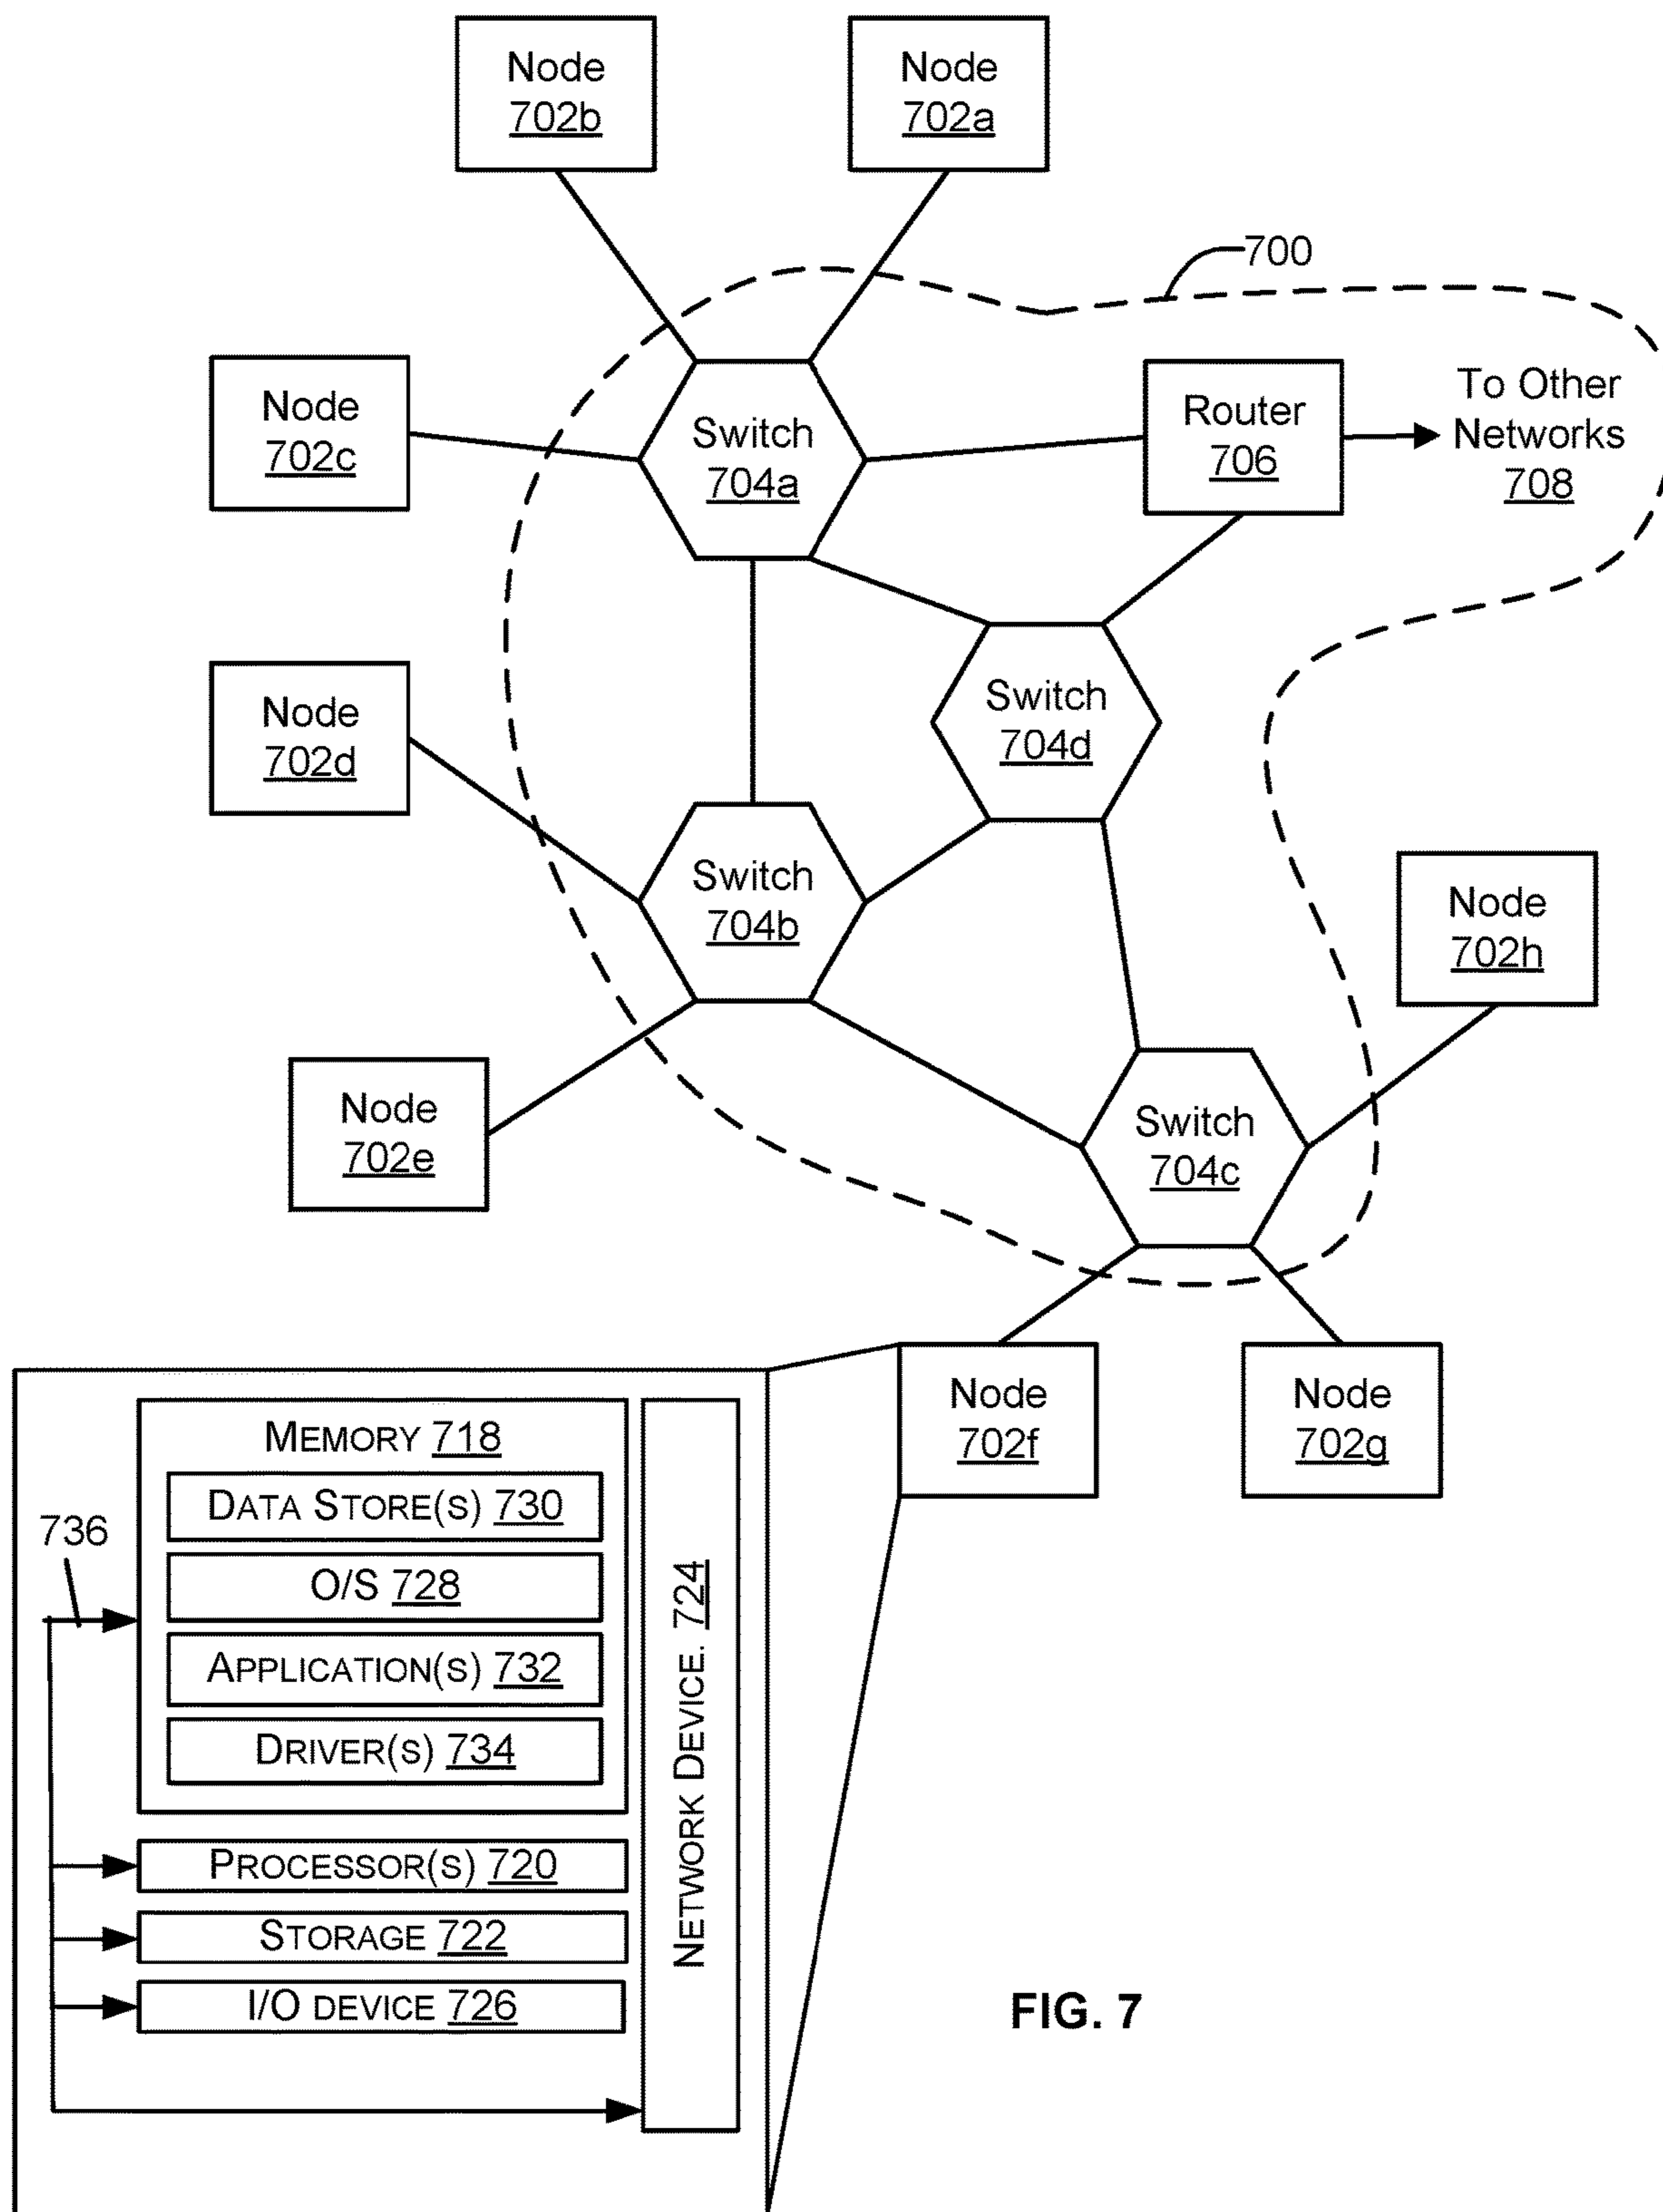 Node
702b
Node
702a
700
Node
702c
Switch
704a
Router
706
To Other
Networks
708
Node
702d
Switch
704d
Switch
704b
Node
702h
Node
702e
Switch
704c
Node
702f
Node
702g
MEMORY 718
DATA STORE(S) 730
736
O/S 728
APPLICATION(S) 732
DRIVER(S) 734
NETWORK DEVICE. 724
PROCESSOR(S) 720
STORAGE 722
I/O DEVICE 726
FIG. 7